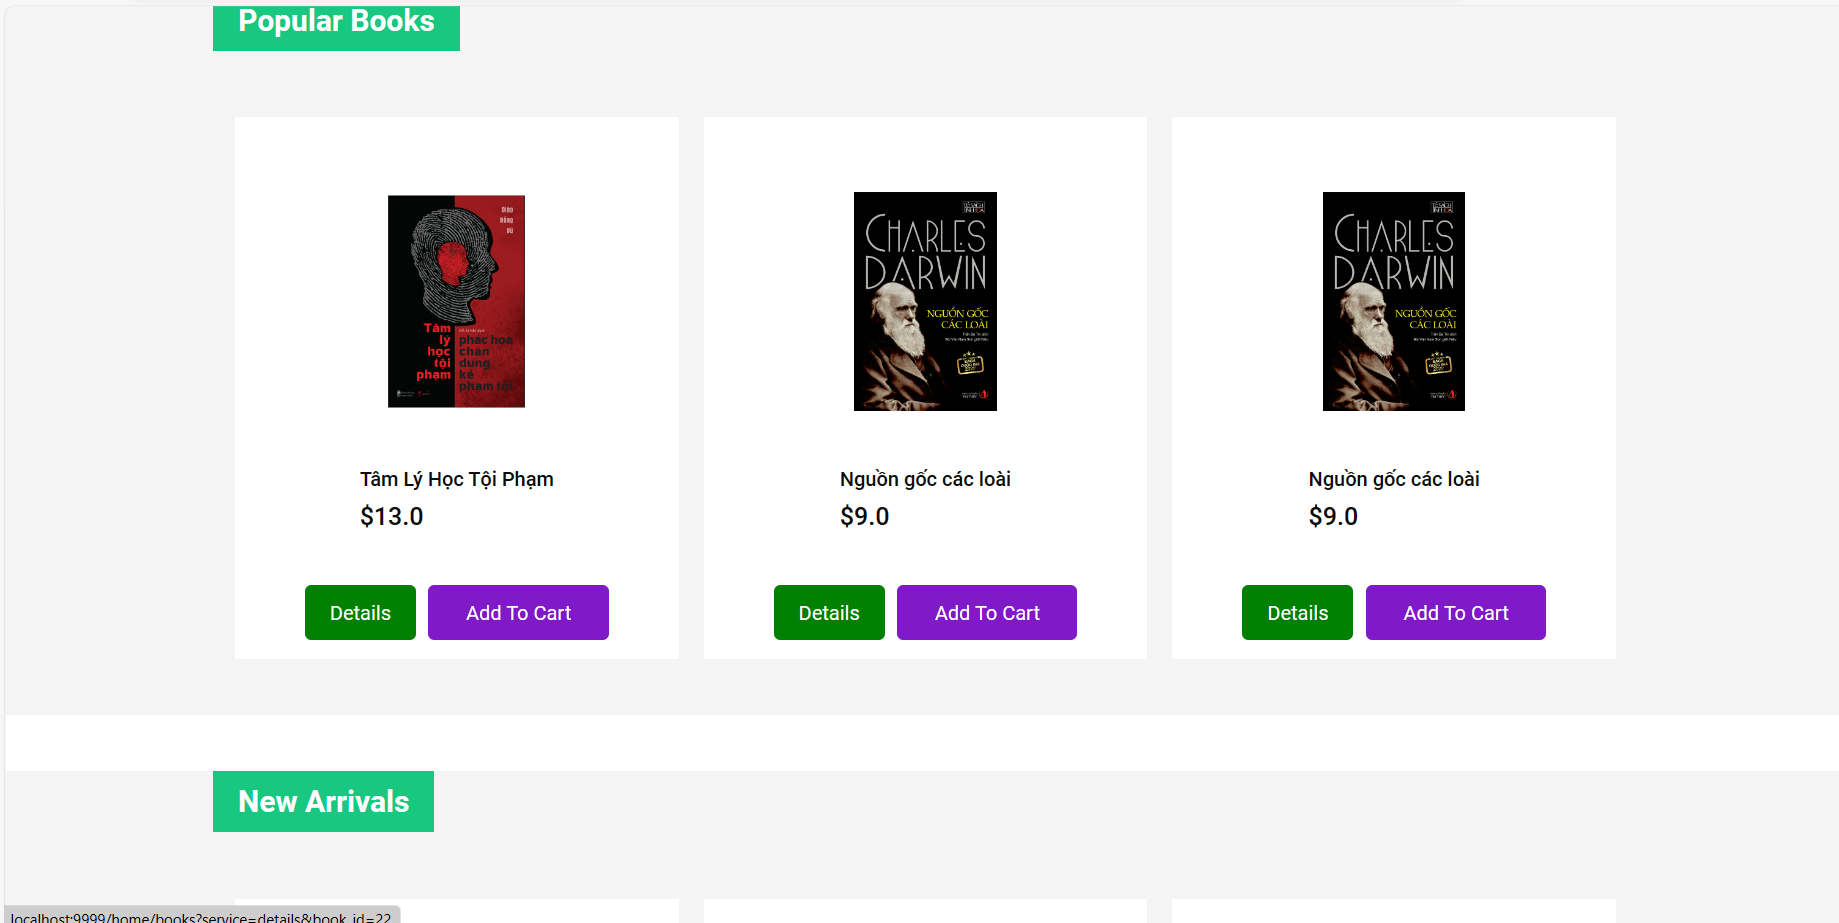 Popular Books
Diệp
Hồng
Vũ
Tâm
lý
học
tội
phạm
phác họa
chân
dung
kẻ
phạm tội
CHARLES
DARWIN
NGUỒN GỐC
CÁC LOÀI
CHARLES
DARWIN
NGUỒN GỐC
CÁC LOÀI
Tâm Lý Học Tội Phạm
$13.0
Nguồn gốc các loài
$9.0
Nguồn gốc các loài
$9.0
Details
Add To Cart
Details
Add To Cart
Details
Add To Cart
New Arrivals
localhost:9999/home/books?service=details&book_id=22